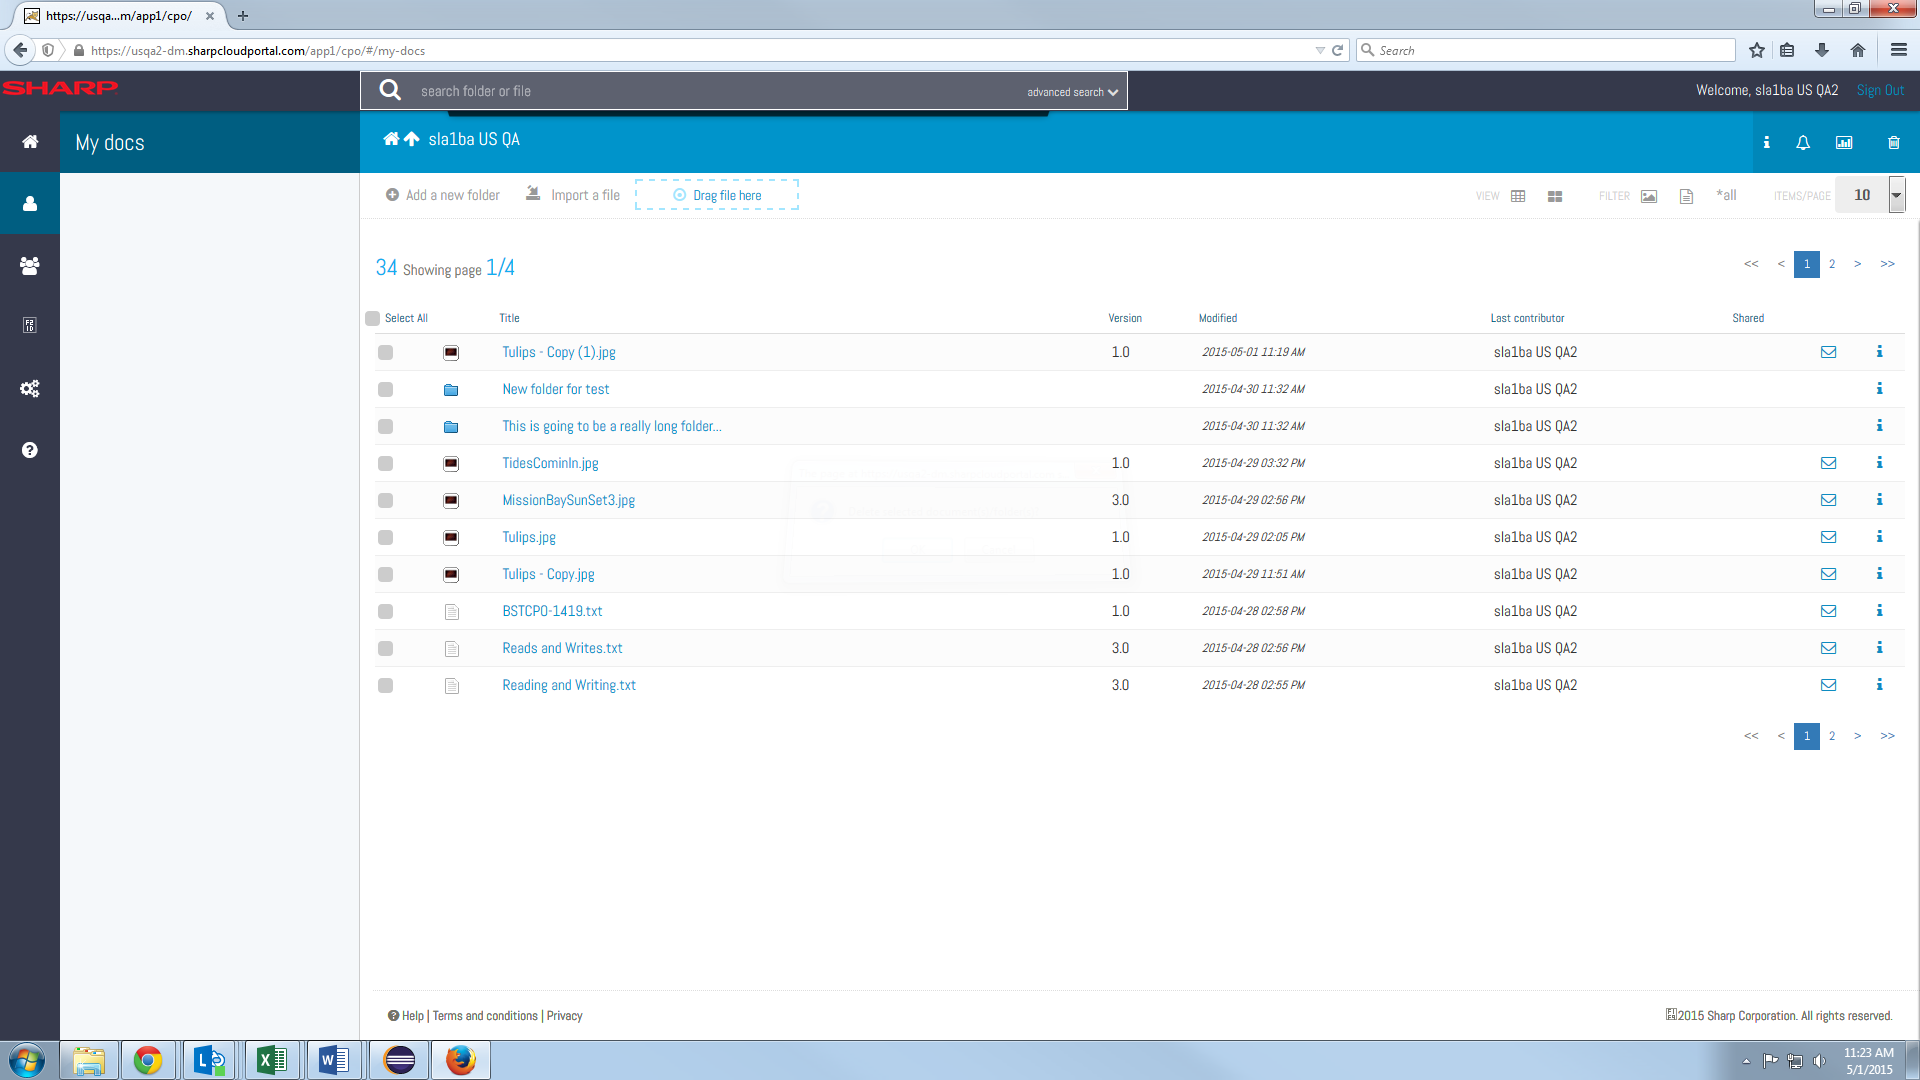 https://usqa...m/app1/cpo/
https://usqa2-dm.sharpcloudportal.com/app1/cpo/#/my-docs
Search
SHARP
search folder or file
advanced search
Welcome, sla1ba US QA2
Sign Out
My docs
sla1ba US QA
Add a new folder
Import a file
Drag file here
VIEW
FILTER
*all
ITEMS/PAGE
10
34 Showing page 1/4
<< < 1 2 > >>
Select All Title Version Modified Last contributor Shared
Tulips - Copy (1).jpg 1.0 2015-05-01 11:19 AM sla1ba US QA2
New folder for test 2015-04-30 11:32 AM sla1ba US QA2
This is going to be a really long folder... 2015-04-30 11:32 AM sla1ba US QA2
TidesCominIn.jpg 1.0 2015-04-29 03:32 PM sla1ba US QA2
MissionBaySunSet3.jpg 3.0 2015-04-29 02:56 PM sla1ba US QA2
Tulips.jpg 1.0 2015-04-29 02:05 PM sla1ba US QA2
Tulips - Copy.jpg 1.0 2015-04-29 11:51 AM sla1ba US QA2
BSTCPO-1419.txt 1.0 2015-04-28 02:58 PM sla1ba US QA2
Reads and Writes.txt 3.0 2015-04-28 02:56 PM sla1ba US QA2
Reading and Writing.txt 3.0 2015-04-28 02:55 PM sla1ba US QA2
<< < 1 2 > >>
Help | Terms and conditions | Privacy
2015 Sharp Corporation. All rights reserved.
11:23 AM
5/1/2015